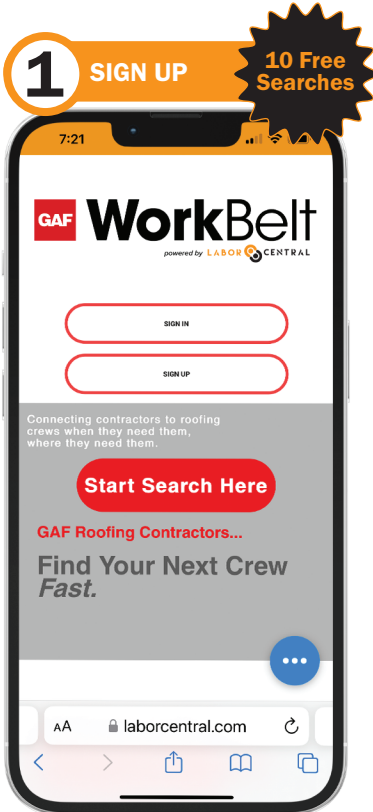 1
SIGN UP
10 Free
Searches
7:21
GAF WorkBelt
powered by LABOR CENTRAL
SIGN IN
SIGN UP
Connecting contractors to roofing
crews when they need them,
where they need them.
Start Search Here
GAF Roofing Contractors...
Find Your Next Crew
Fast.
AA laborcentral.com